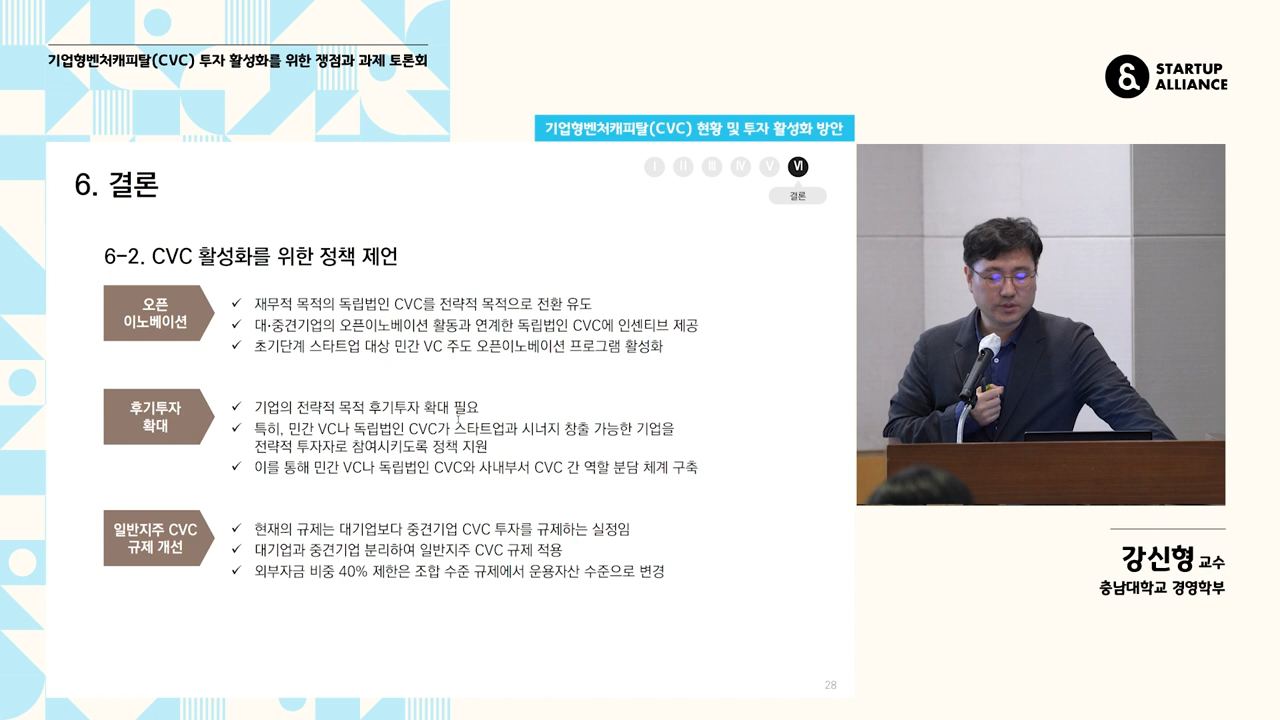 기업형벤처캐피탈(CVC) 투자 활성화를 위한 쟁점과 과제 토론회
STARTUP
ALLIANCE
기업형벤처캐피탈(CVC) 현황 및 투자 활성화 방안
I II III IV V VI
결론
6. 결론
6-2. CVC 활성화를 위한 정책 제언
오픈
이노베이션
✓ 재무적 목적의 독립법인 CVC를 전략적 목적으로 전환 유도
✓ 대·중견기업의 오픈이노베이션 활동과 연계한 독립법인 CVC에 인센티브 제공
✓ 초기단계 스타트업 대상 민간 VC 주도 오픈이노베이션 프로그램 활성화
후기투자
확대
✓ 기업의 전략적 목적 후기투자 확대 필요
✓ 특히, 민간 VC나 독립법인 CVC가 스타트업과 시너지 창출 가능한 기업을
전략적 투자자로 참여시키도록 정책 지원
✓ 이를 통해 민간 VC나 독립법인 CVC와 사내부서 CVC 간 역할 분담 체계 구축
일반지주 CVC
규제 개선
✓ 현재의 규제는 대기업보다 중견기업 CVC 투자를 규제하는 실정임
✓ 대기업과 중견기업 분리하여 일반지주 CVC 규제 적용
✓ 외부자금 비중 40% 제한은 조합 수준 규제에서 운용자산 수준으로 변경
28
강신형 교수
충남대학교 경영학부